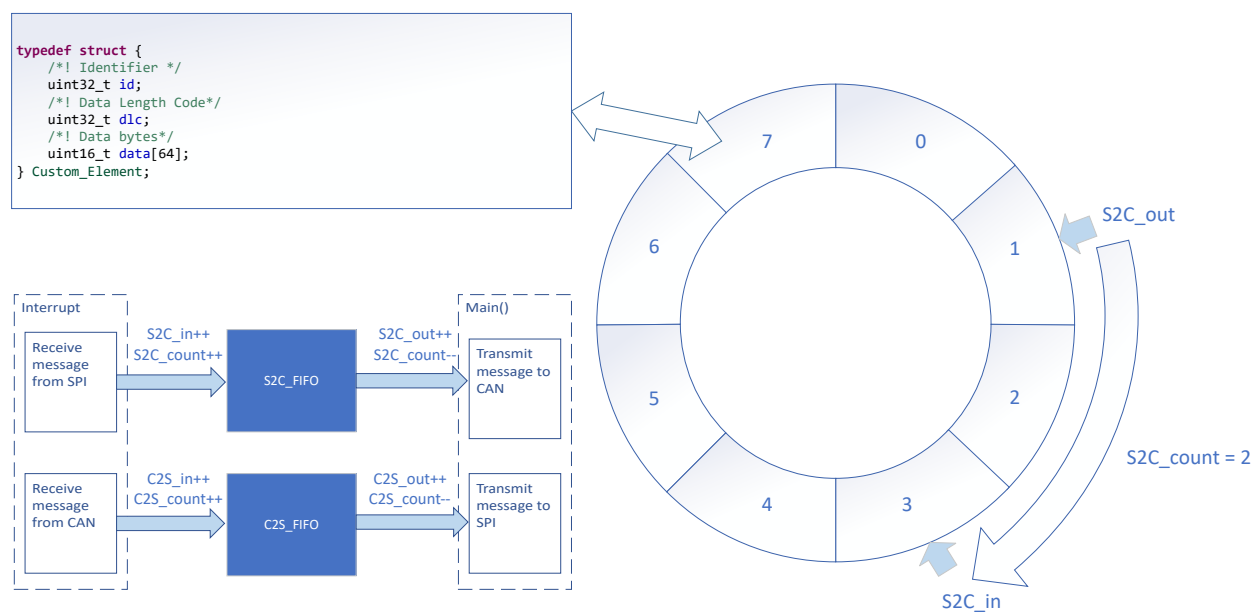 typedef struct {
/*! Identifier */
uint32_t id;
/*! Data Length Code*/
uint32_t dlc;
/*! Data bytes*/
uint16_t data[64];
} Custom_Element;
Interrupt
Receive
message
from SPI
S2C_in++
S2C_count++
S2C_FIFO
S2C_out++
S2C_count--
Main()
Transmit
message to
CAN
Receive
message
from CAN
C2S_in++
C2S_count++
C2S_FIFO
C2S_out++
C2S_count--
Transmit
message to
SPI
7
0
6
1
5
2
4
3
S2C_out
S2C_count = 2
S2C_in